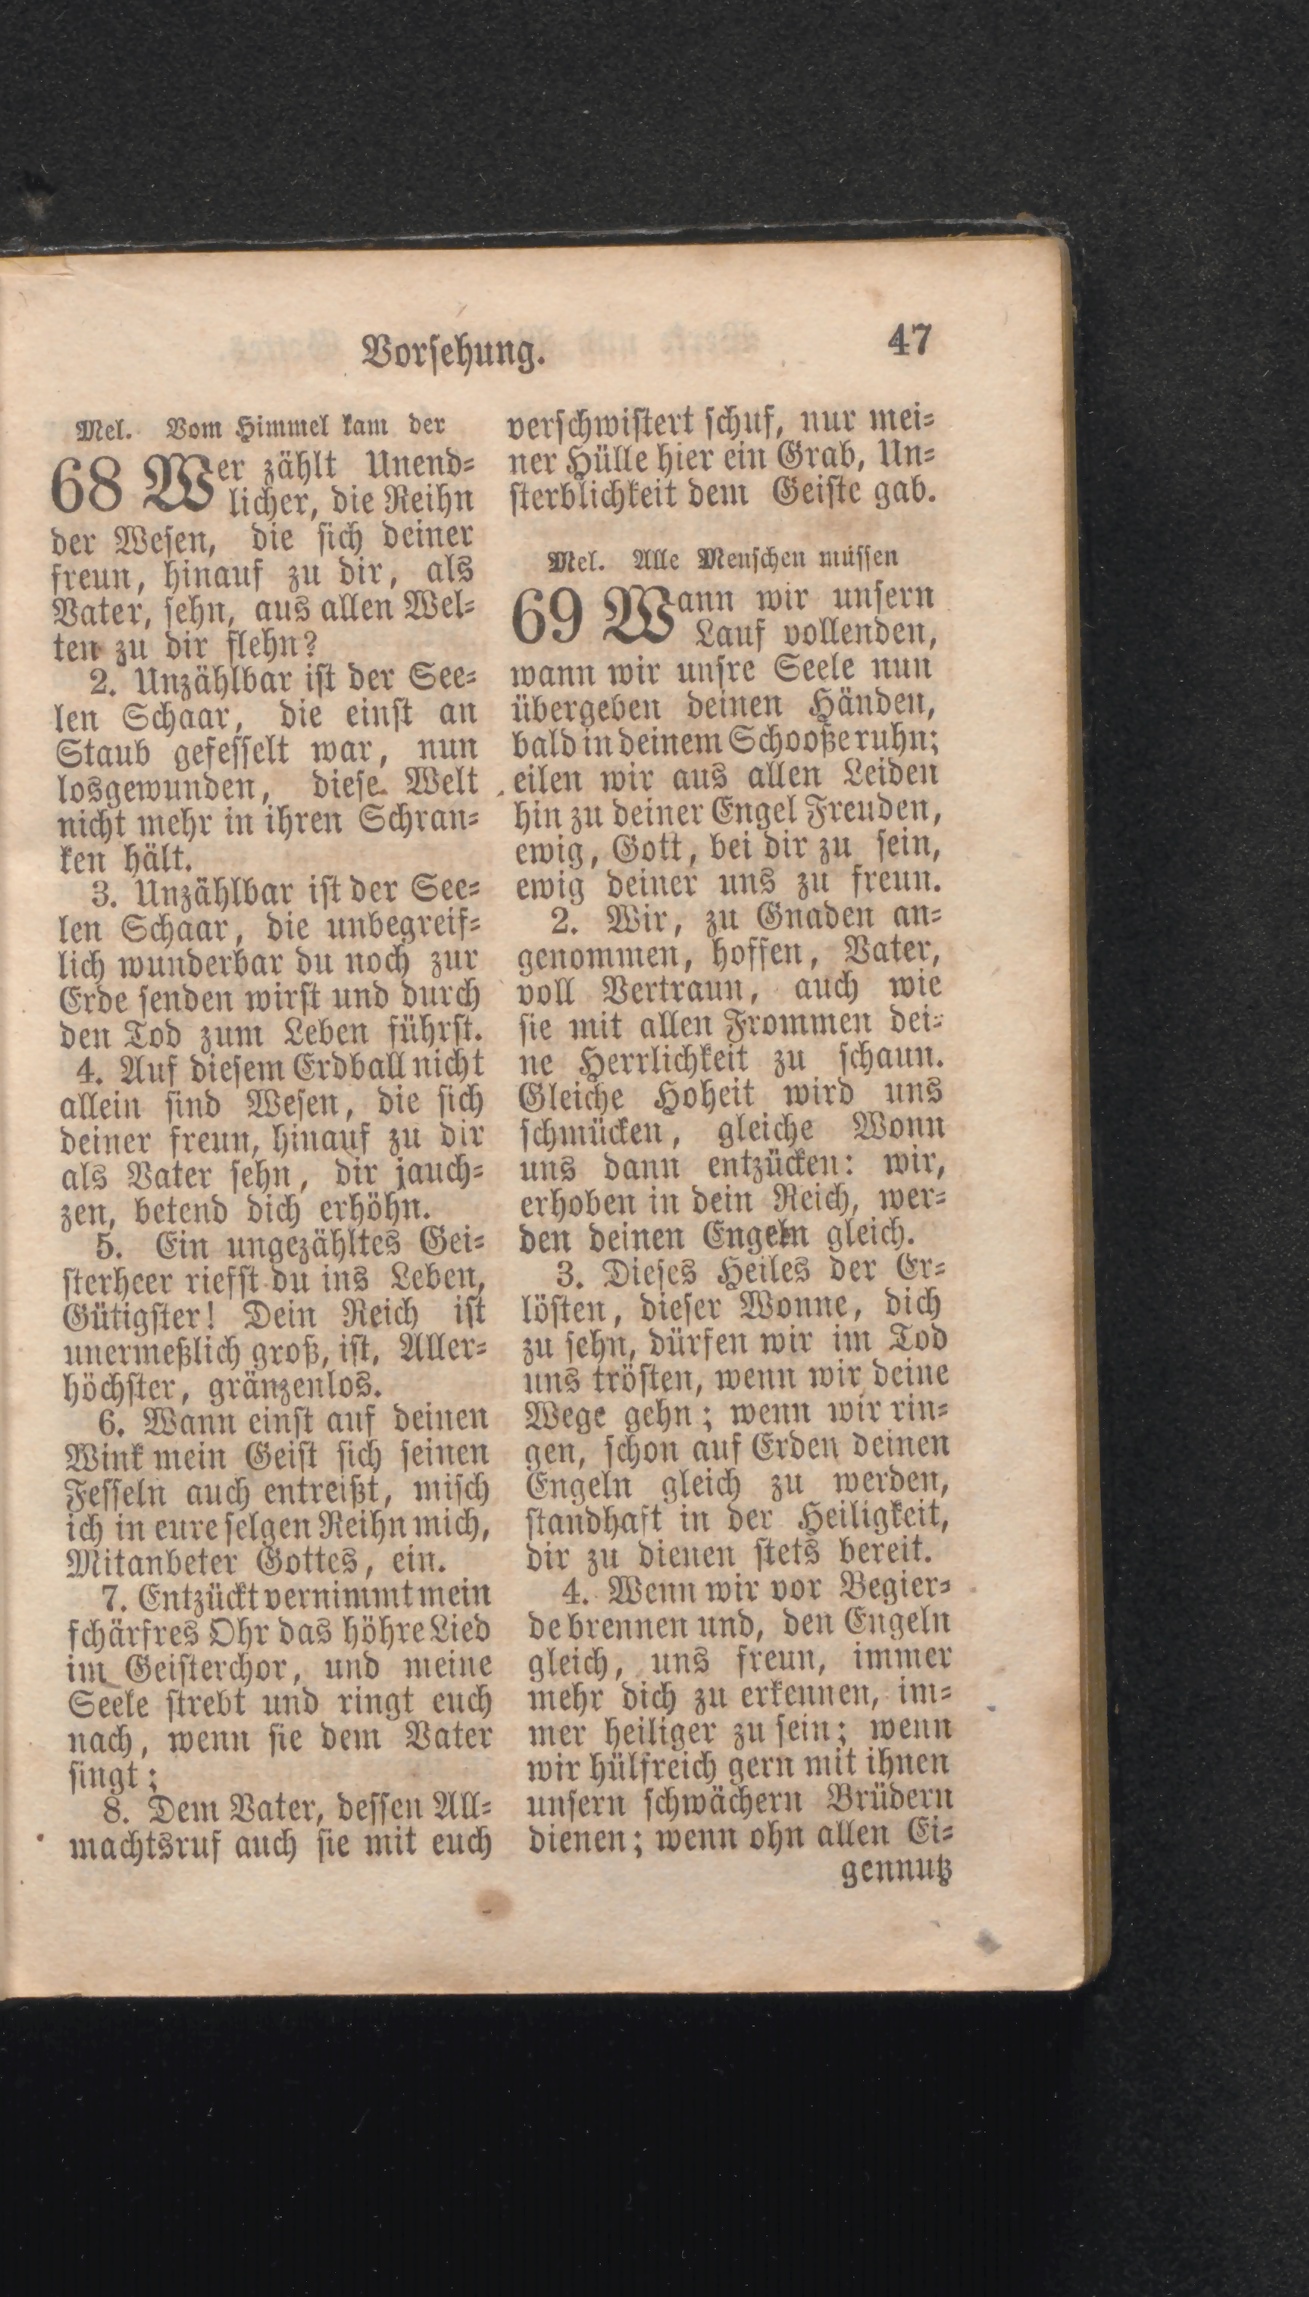 Vorsehung.
47
Mel. Vom Himmel kam der
68 Wer zählt Unend-
licher, die Reihn
der Wesen, die sich deiner
freun, hinauf zu dir, als
Vater, sehn, aus allen Wel-
ten zu dir flehn?
2. Unzählbar ist der See-
len Schaar, die einst an
Staub gefesselt war, nun
losgewunden, diese Welt
nicht mehr in ihren Schran-
ken hält.
3. Unzählbar ist der See-
len Schaar, die unbegreif-
lich wunderbar du noch zur
Erde senden wirst und durch
den Tod zum Leben führst.
4. Auf diesem Erdball nicht
allein sind Wesen, die sich
deiner freun, hinauf zu dir
als Vater sehn, dir jauch-
zen, betend dich erhöhn.
5. Ein ungezähltes Gei-
sterheer riefst du ins Leben,
Gütigster! Dein Reich ist
unermeßlich groß, ist, Aller-
höchster, gränzenlos.
6. Wann einst auf deinen
Wink mein Geist sich seinen
Fesseln auch entreißt, misch
ich in eure selgen Reihn mich,
Mitanbeter Gottes, ein.
7. Entzückt vernimmt mein
schärfres Ohr das höhre Lied
im Geisterchor, und meine
Seele strebt und ringt euch
nach, wenn sie dem Vater
singt;
8. Dem Vater, dessen All-
machtsruf auch sie mit euch
verschwistert schuf, nur mei-
ner Hülle hier ein Grab, Un-
sterblichkeit dem Geiste gab.
Mel. Alle Menschen müssen
69 Wann wir unsern
Lauf vollenden,
wann wir unsre Seele nun
übergeben deinen Händen,
bald in deinem Schooße ruhn;
eilen wir aus allen Leiden
hin zu deiner Engel Freuden,
ewig, Gott, bei dir zu sein,
ewig deiner uns zu freun.
2. Wir, zu Gnaden an-
genommen, hoffen, Vater,
voll Vertraun, auch wie
sie mit allen Frommen dei-
ne Herrlichkeit zu schaun.
Gleiche Hoheit wird uns
schmücken, gleiche Wonn
uns dann entzücken: wir,
erhoben in dein Reich, wer-
den deinen Engeln gleich.
3. Dieses Heiles der Er-
lösten, dieser Wonne, dich
zu sehn, dürfen wir im Tod
uns trösten, wenn wir deine
Wege gehn; wenn wir rin-
gen, schon auf Erden deinen
Engeln gleich zu werden,
standhaft in der Heiligkeit,
dir zu dienen stets bereit.
4. Wenn wir vor Begier-
de brennen und, den Engeln
gleich, uns freun, immer
mehr dich zu erkennen, im-
mer heiliger zu sein; wenn
wir hülfreich gern mit ihnen
unsern schwächern Brüdern
dienen; wenn ohn allen Ei-
gennutz